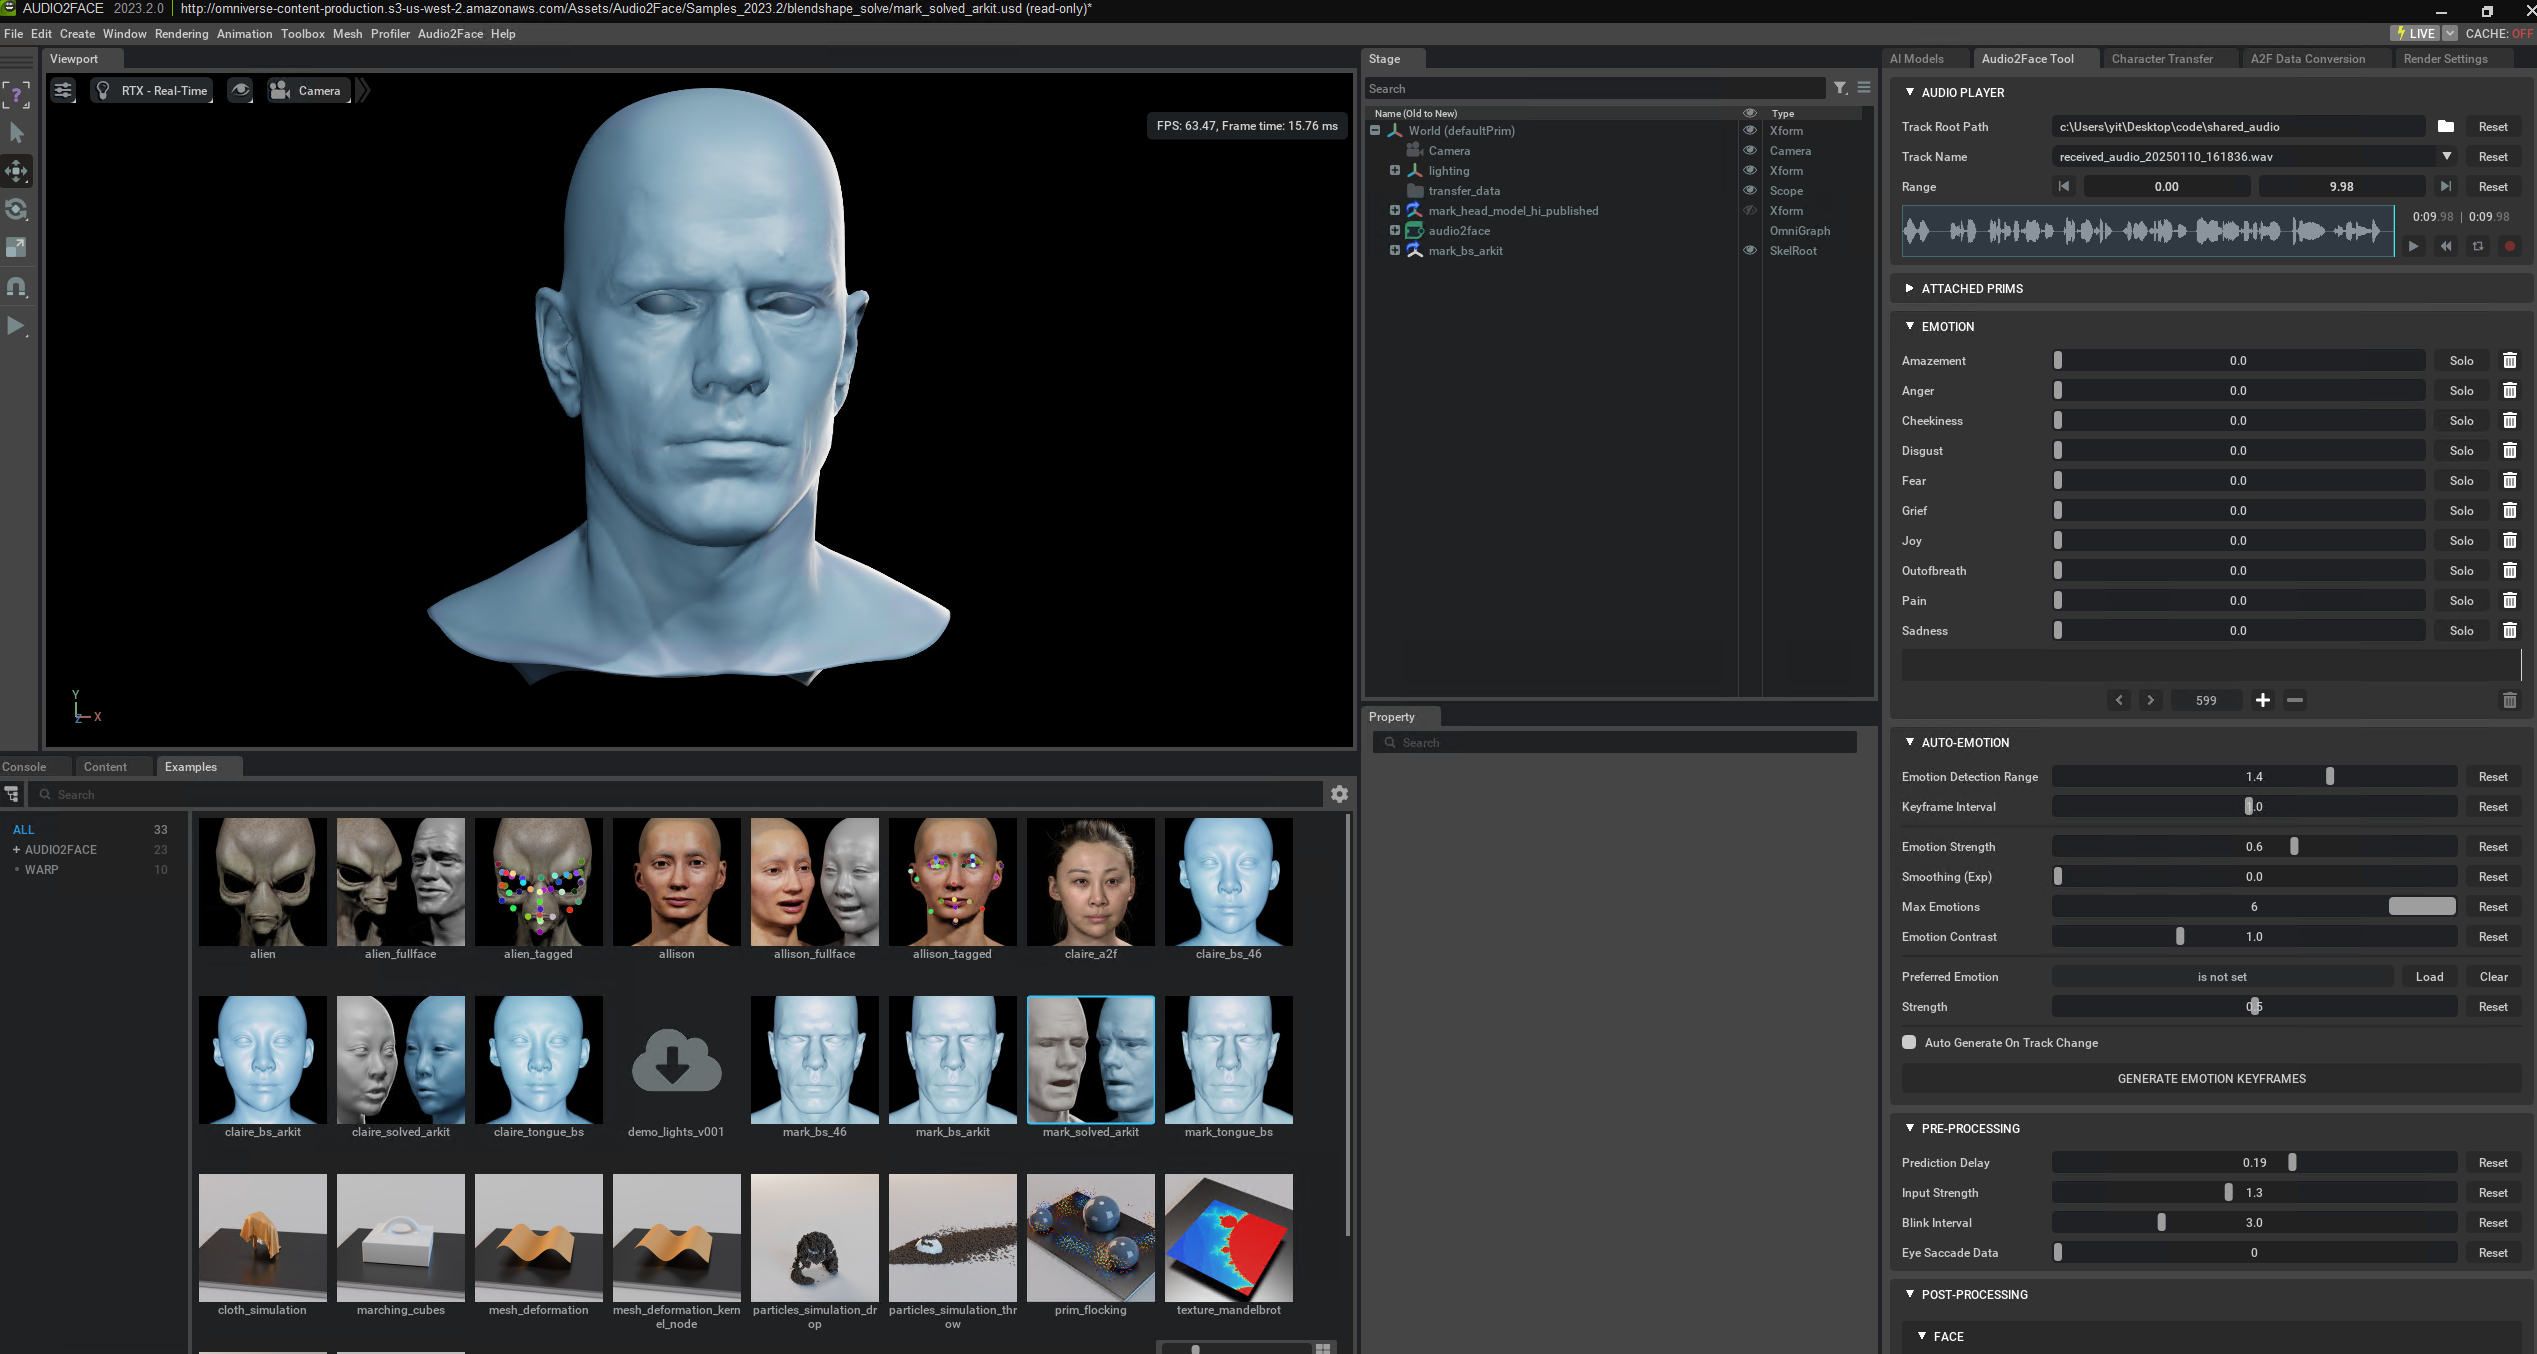 AUDIO2FACE 2023.2.0 | http://omniverse-content-production.s3-us-west-2.amazonaws.com/Assets/Audio2Face/Samples_2023.2/blendshape_solve/mark_solved_arkit.usd (read-only)*
File Edit Create Window Rendering Animation Toolbox Mesh Profiler Audio2Face Help
LIVE CACHE: OFF
Viewport
RTX - Real-Time
Camera
FPS: 63.47, Frame time: 15.76 ms
Y
Z X
Stage
Search
Name (Old to New) Type
World (defaultPrim) Xform
Camera Camera
lighting Xform
transfer_data Scope
mark_head_model_hi_published Xform
audio2face OmniGraph
mark_bs_arkit SkelRoot
Property
Search
Console Content Examples
Search
ALL 33
+ AUDIO2FACE 23
WARP 10
alien alien_fullface alien_tagged allison allison_fullface allison_tagged claire_a2f claire_bs_46
claire_bs_arkit claire_solved_arkit claire_tongue_bs demo_lights_v001 mark_bs_46 mark_bs_arkit mark_solved_arkit mark_tongue_bs
cloth_simulation marching_cubes mesh_deformation mesh_deformation_kern particles_simulation_dr particles_simulation_thr prim_flocking texture_mandelbrot
el_node op ow
AI Models Audio2Face Tool Character Transfer A2F Data Conversion Render Settings
AUDIO PLAYER
Track Root Path c:\Users\yit\Desktop\code\shared_audio Reset
Track Name received_audio_20250110_161836.wav Reset
Range 0.00 9.98 Reset
0:09.98 | 0:09.98
ATTACHED PRIMS
EMOTION
Amazement 0.0 Solo
Anger 0.0 Solo
Cheekiness 0.0 Solo
Disgust 0.0 Solo
Fear 0.0 Solo
Grief 0.0 Solo
Joy 0.0 Solo
Outofbreath 0.0 Solo
Pain 0.0 Solo
Sadness 0.0 Solo
599
AUTO-EMOTION
Emotion Detection Range 1.4 Reset
Keyframe Interval 1.0 Reset
Emotion Strength 0.6 Reset
Smoothing (Exp) 0.0 Reset
Max Emotions 6 Reset
Emotion Contrast 1.0 Reset
Preferred Emotion is not set Load Clear
Strength 0.5 Reset
Auto Generate On Track Change
GENERATE EMOTION KEYFRAMES
PRE-PROCESSING
Prediction Delay 0.19 Reset
Input Strength 1.3 Reset
Blink Interval 3.0 Reset
Eye Saccade Data 0 Reset
POST-PROCESSING
FACE